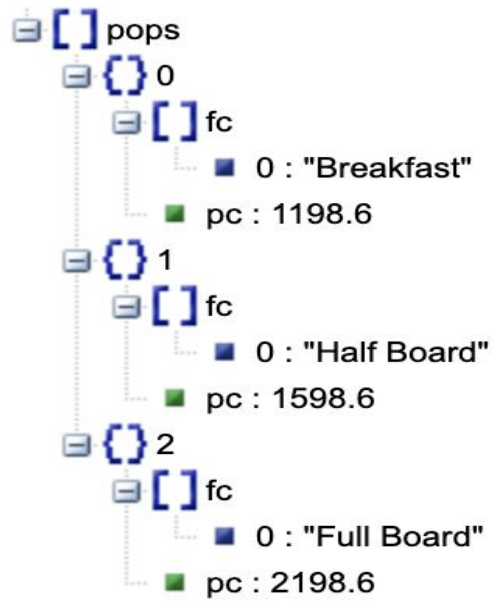 [ ] pops
{} 0
[ ] fc
0 : "Breakfast"
pc : 1198.6
{} 1
[ ] fc
0 : "Half Board"
pc : 1598.6
{} 2
[ ] fc
0 : "Full Board"
pc : 2198.6